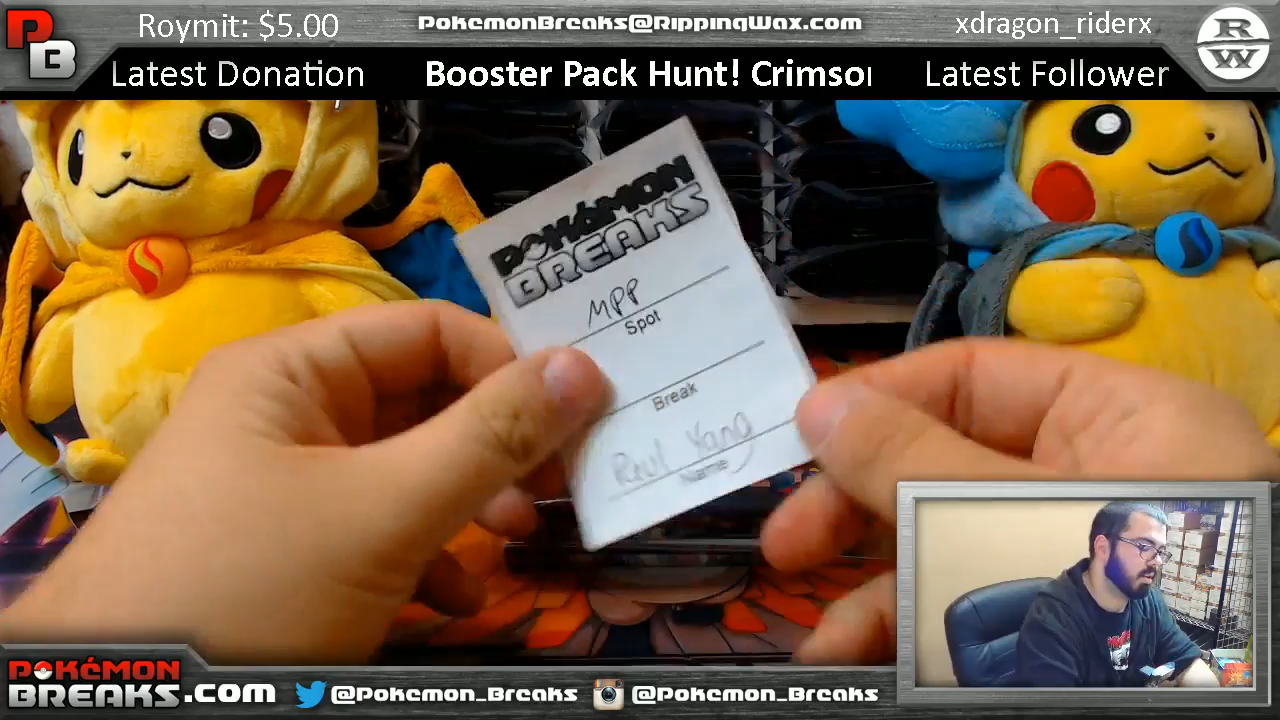 Roymit: $5.00
PokemonBreaks@RippingWax.com
xdragon_riderx
PB
Latest Donation
Booster Pack Hunt! Crimso
Latest Follower
RW
POKéMON
BREAKS
MPP
Spot
Break
Yang
Name
POKéMON
BREAKS.com
@Pokemon_Breaks
@Pokemon_Breaks